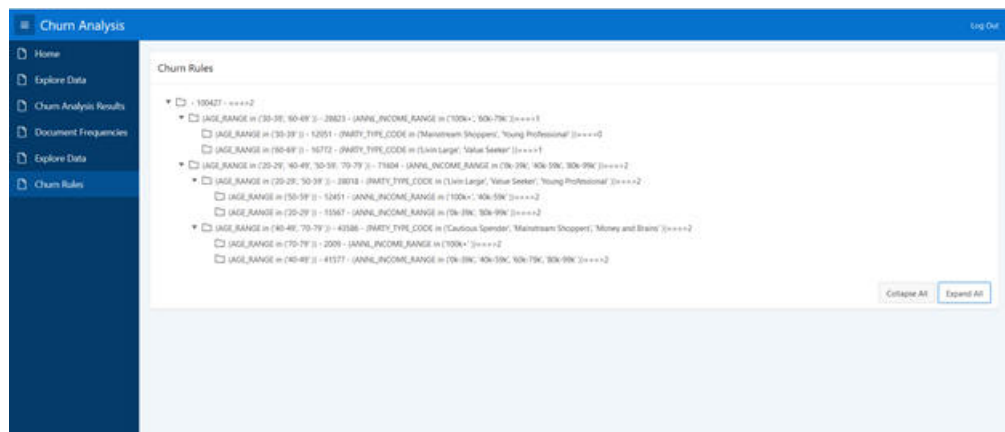 Churn Analysis
Log Out
Home
Explore Data
Churn Analysis Results
Document Frequencies
Explore Data
Churn Rules
Churn Rules
- 100427 - ===>2
(AGE_RANGE in ('30-39', '60-69' )) - 28823 - (ANNL_INCOME_RANGE in ('100k+', '60k-79k' ))===>1
(AGE_RANGE in ('30-39' )) - 12051 - (PARTY_TYPE_CODE in ('Mainstream Shoppers', 'Young Professional' ))===>0
(AGE_RANGE in ('60-69' )) - 16772 - (PARTY_TYPE_CODE in ('Livin Large', 'Value Seeker' ))===>1
(AGE_RANGE in ('20-29', '40-49', '50-59', '70-79' )) - 71604 - (ANNL_INCOME_RANGE in ('0k-39k', '40k-59k', '80k-99k' ))===>2
(AGE_RANGE in ('20-29', '50-59' )) - 28018 - (PARTY_TYPE_CODE in ('Livin Large', 'Value Seeker', 'Young Professional' ))===>2
(AGE_RANGE in ('50-59' )) - 12451 - (ANNL_INCOME_RANGE in ('100k+', '40k-59k' ))===>2
(AGE_RANGE in ('20-29' )) - 15567 - (ANNL_INCOME_RANGE in ('0k-39k', '80k-99k' ))===>2
(AGE_RANGE in ('40-49', '70-79' )) - 43586 - (PARTY_TYPE_CODE in ('Cautious Spender', 'Mainstream Shoppers', 'Money and Brains' ))===>2
(AGE_RANGE in ('70-79' )) - 2009 - (ANNL_INCOME_RANGE in ('100k+' ))===>2
(AGE_RANGE in ('40-49' )) - 41577 - (ANNL_INCOME_RANGE in ('0k-39k', '40k-59k', '60k-79k', '80k-99k' ))===>2
Collapse All
Expand All